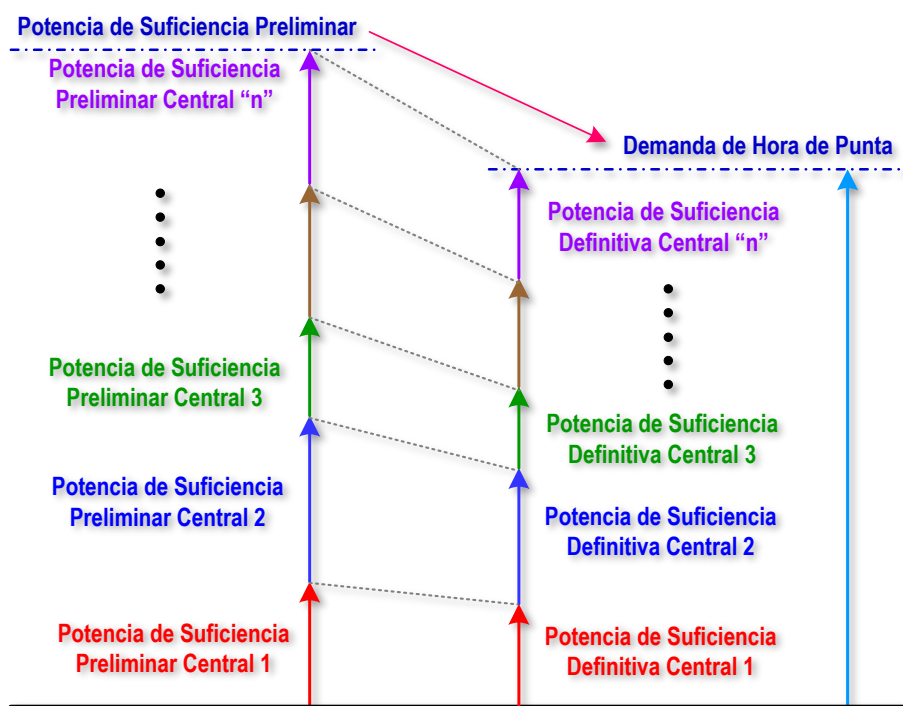 Potencia de Suficiencia Preliminar
Potencia de Suficiencia
Preliminar Central “n”
Demanda de Hora de Punta
Potencia de Suficiencia
Definitiva Central “n”
Potencia de Suficiencia
Preliminar Central 3
Potencia de Suficiencia
Definitiva Central 3
Potencia de Suficiencia
Preliminar Central 2
Potencia de Suficiencia
Definitiva Central 2
Potencia de Suficiencia
Preliminar Central 1
Potencia de Suficiencia
Definitiva Central 1